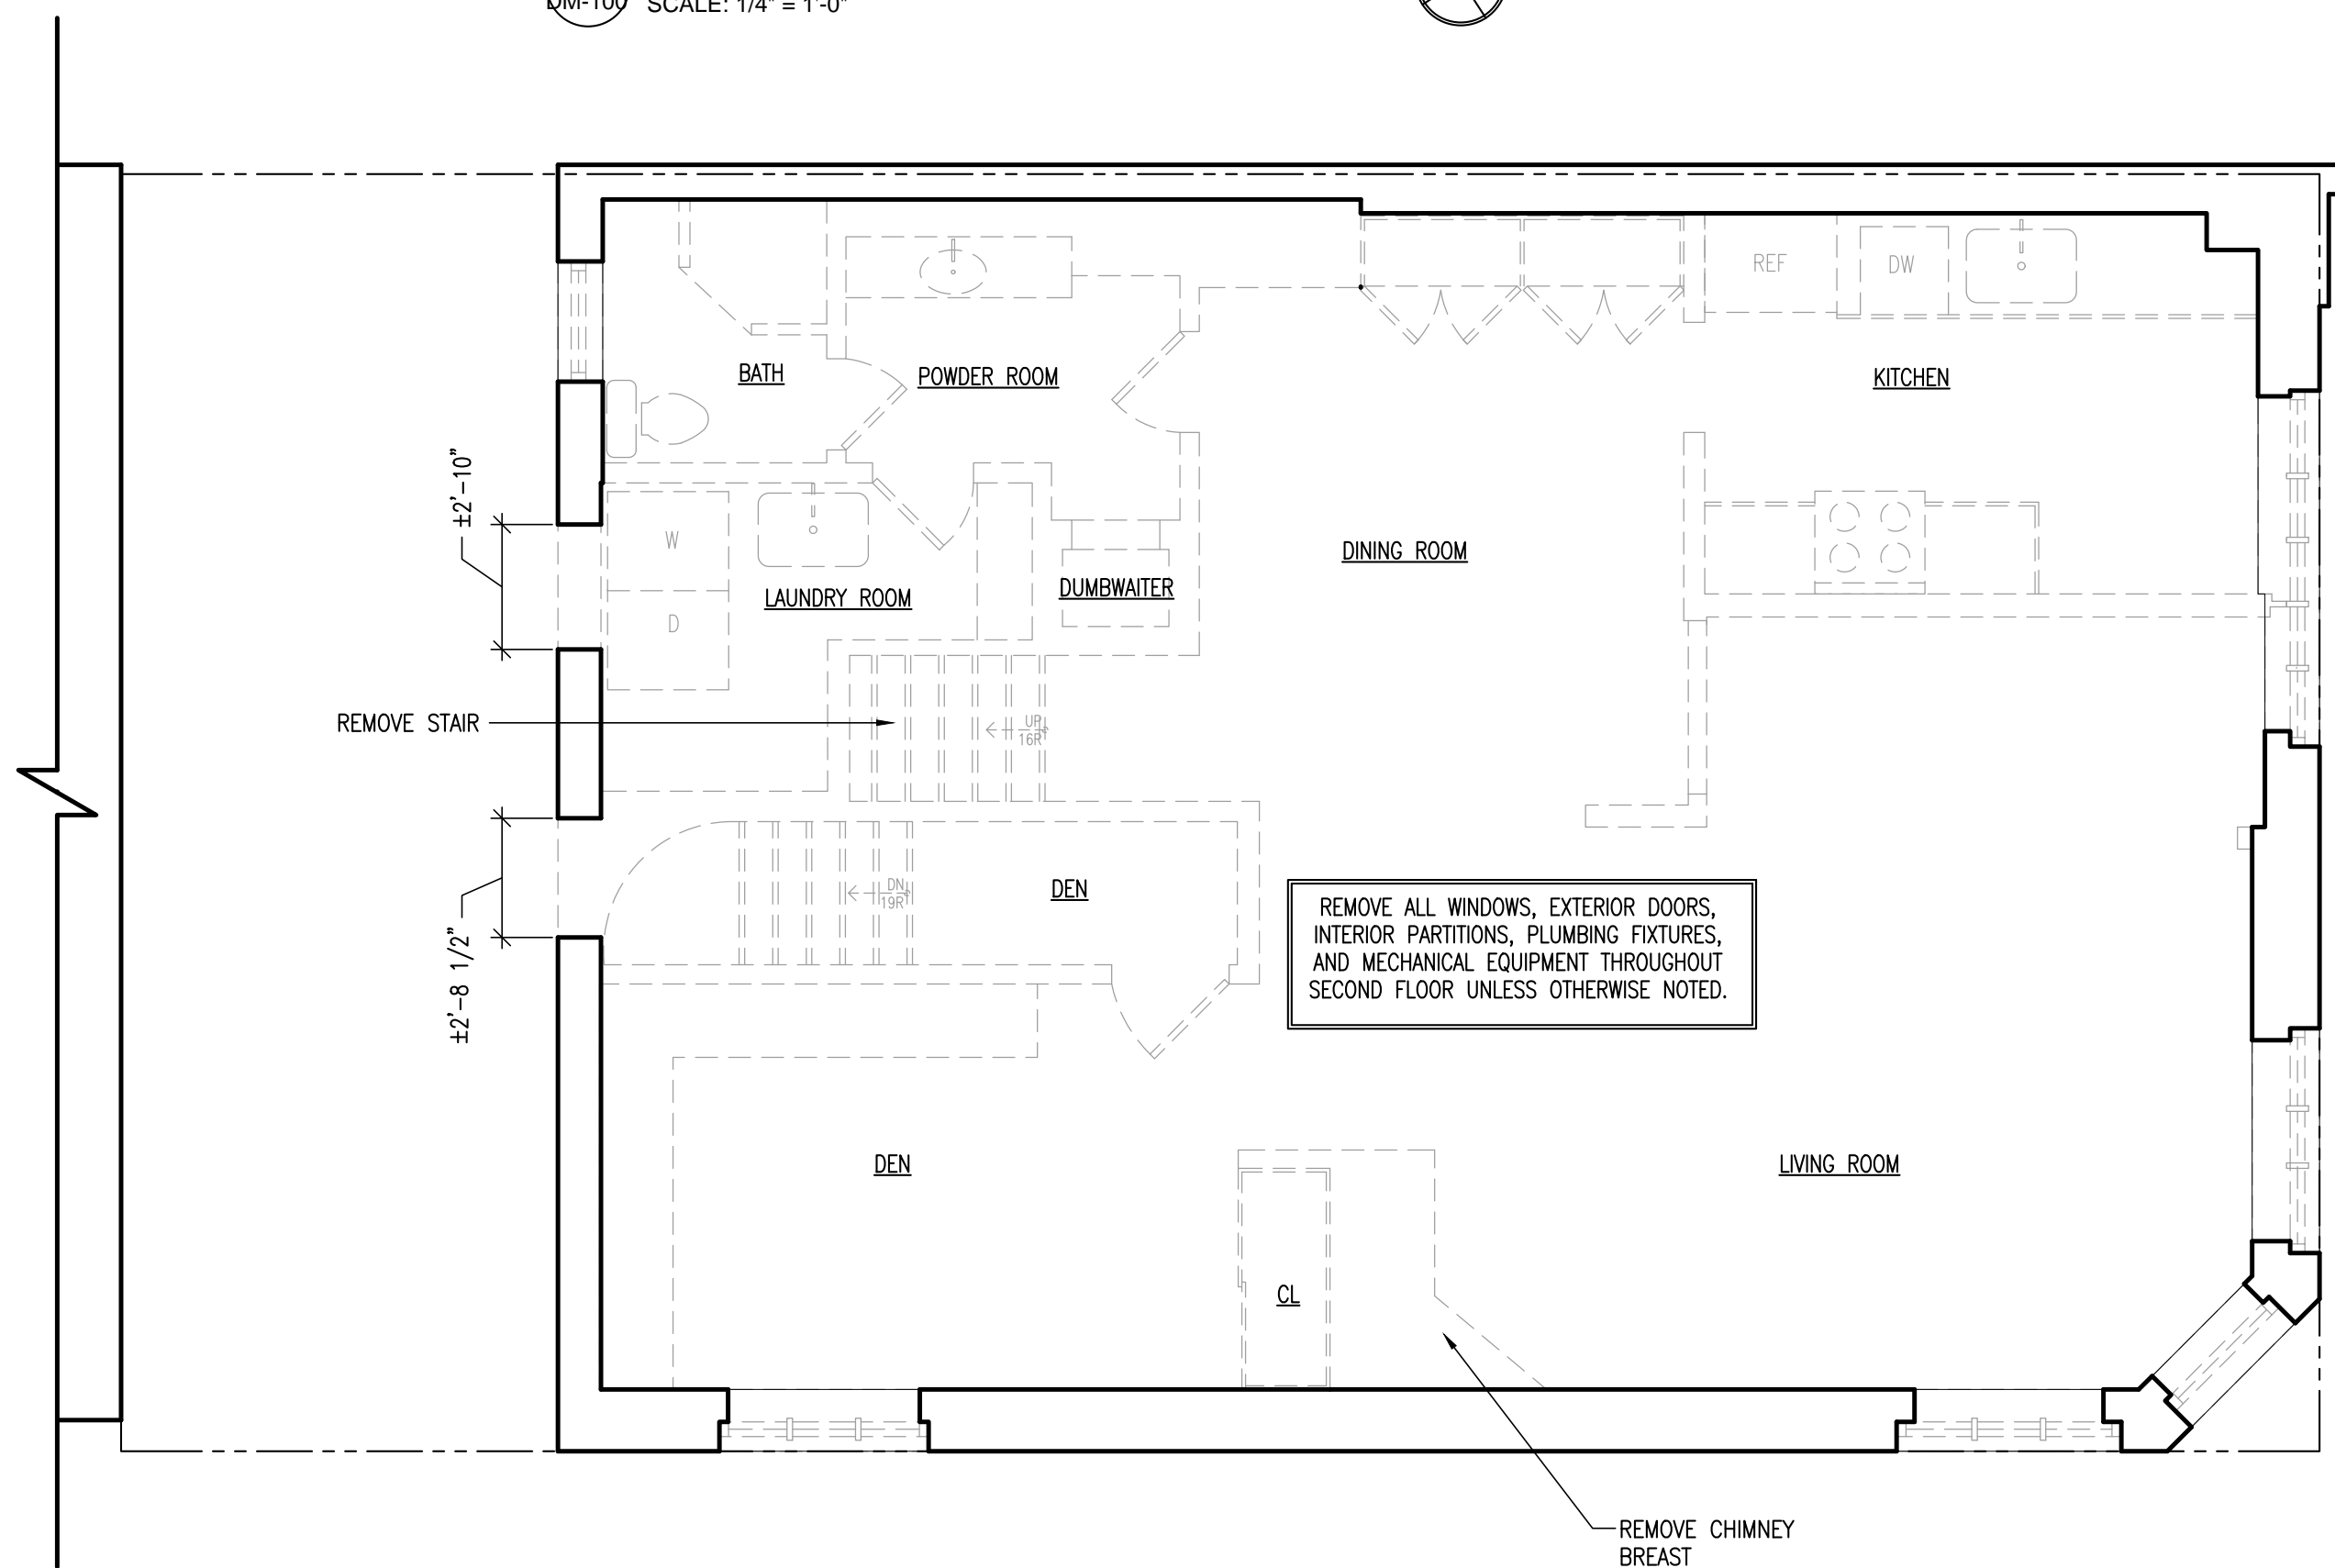 DM-100 SCALE: 1/4" = 1'-0"
REF
DW
BATH
POWDER ROOM
KITCHEN
±2'-10"
W
DINING ROOM
DUMBWAITER
LAUNDRY ROOM
D
REMOVE STAIR
UP
16R
DN
19R
DEN
±2'-8 1/2"
REMOVE ALL WINDOWS, EXTERIOR DOORS,
INTERIOR PARTITIONS, PLUMBING FIXTURES,
AND MECHANICAL EQUIPMENT THROUGHOUT
SECOND FLOOR UNLESS OTHERWISE NOTED.
DEN
LIVING ROOM
CL
REMOVE CHIMNEY
BREAST